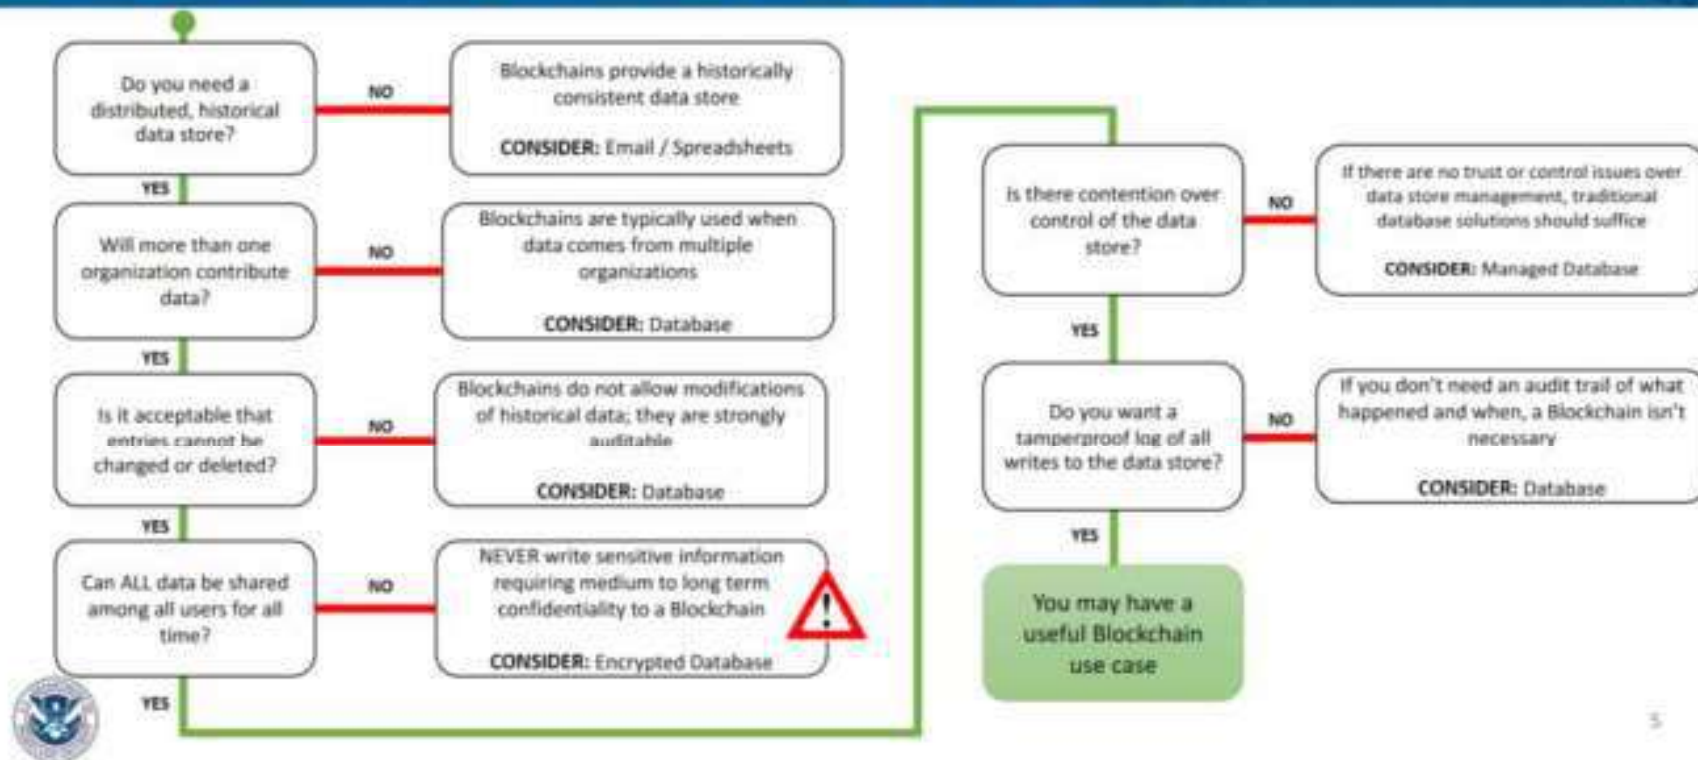 Do you need a
distributed, historical
data store?
NO
Blockchains provide a historically
consistent data store
CONSIDER: Email / Spreadsheets
YES
Will more than one
organization contribute
data?
NO
Blockchains are typically used when
data comes from multiple
organizations
CONSIDER: Database
YES
Is it acceptable that
entries cannot be
changed or deleted?
NO
Blockchains do not allow modifications
of historical data; they are strongly
auditable
CONSIDER: Database
YES
Can ALL data be shared
among all users for all
time?
NO
NEVER write sensitive information
requiring medium to long term
confidentiality to a Blockchain
CONSIDER: Encrypted Database
!
YES
Is there contention over
control of the data
store?
NO
If there are no trust or control issues over
data store management, traditional
database solutions should suffice
CONSIDER: Managed Database
YES
Do you want a
tamperproof log of all
writes to the data store?
NO
If you don't need an audit trail of what
happened and when, a Blockchain isn't
necessary
CONSIDER: Database
YES
You may have a
useful Blockchain
use case
5